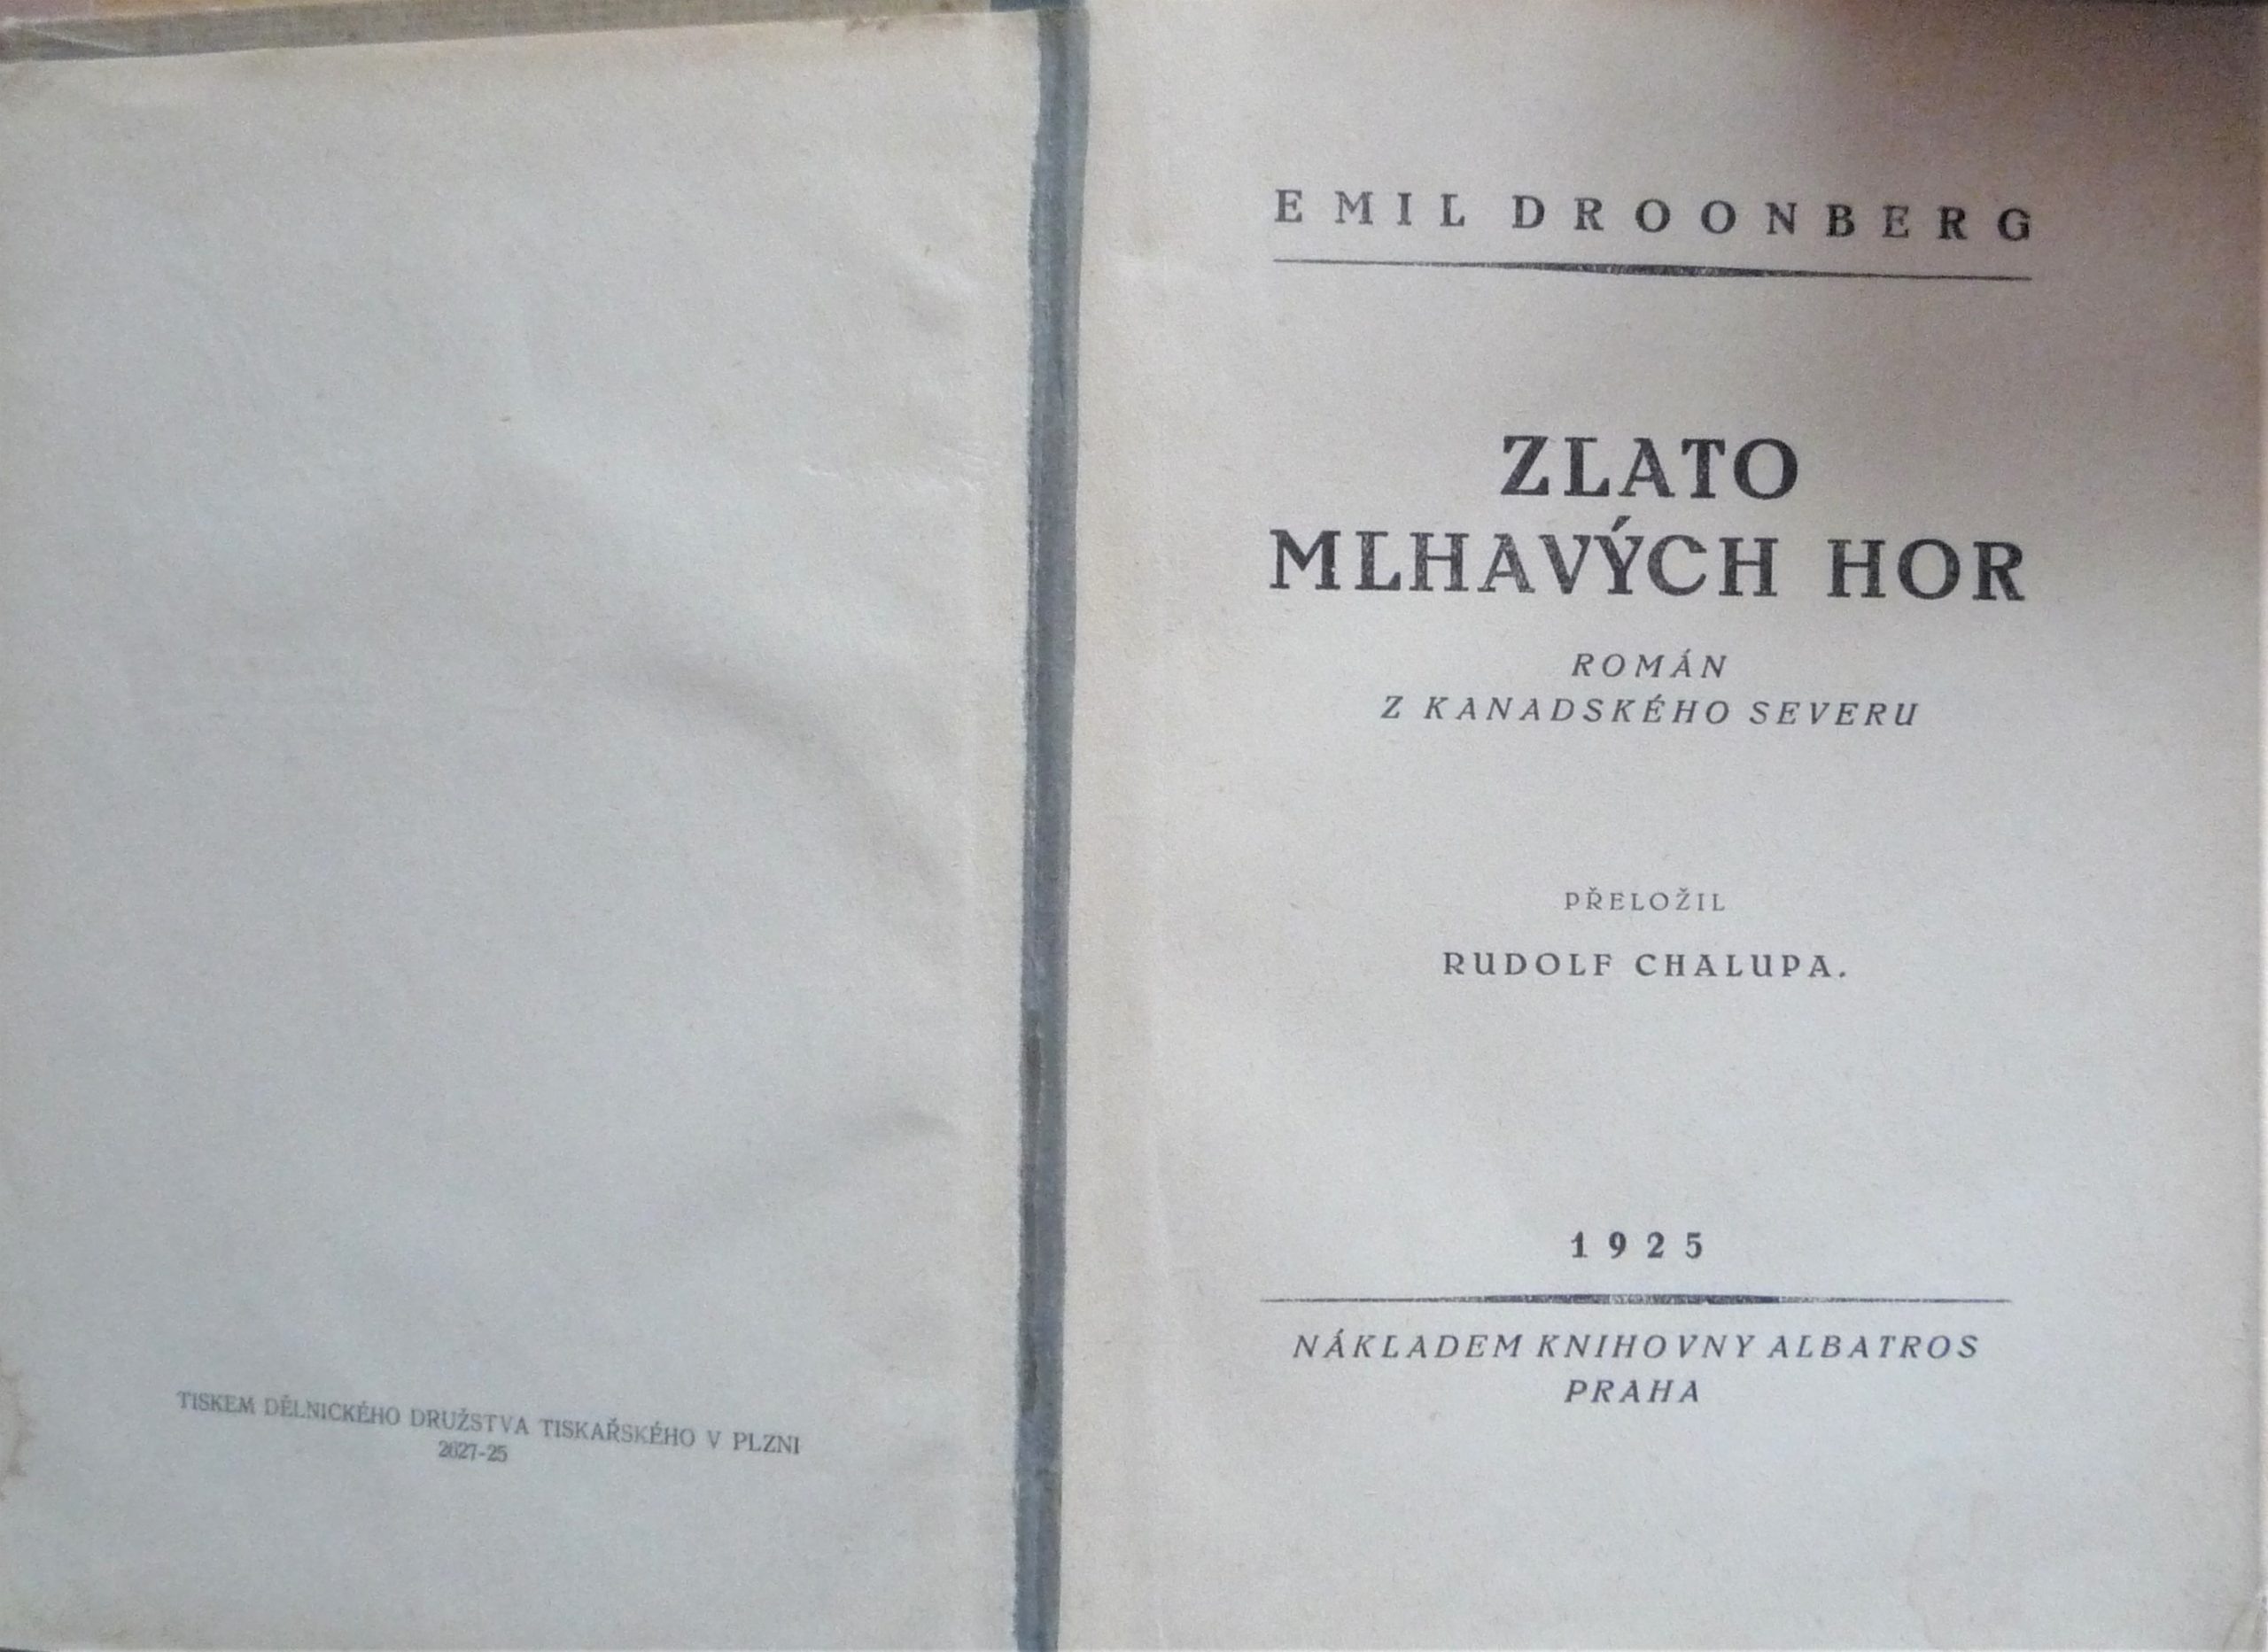 TISKEM DĚLNICKÉHO DRUŽSTVA TISKAŘSKÉHO V PLZNI
2627-25
EMIL DROONBERG
ZLATO
MLHAVÝCH HOR
ROMÁN
Z KANADSKÉHO SEVERU
PŘELOŽIL
RUDOLF CHALUPA.
1925
NÁKLADEM KNIHOVNY ALBATROS
PRAHA